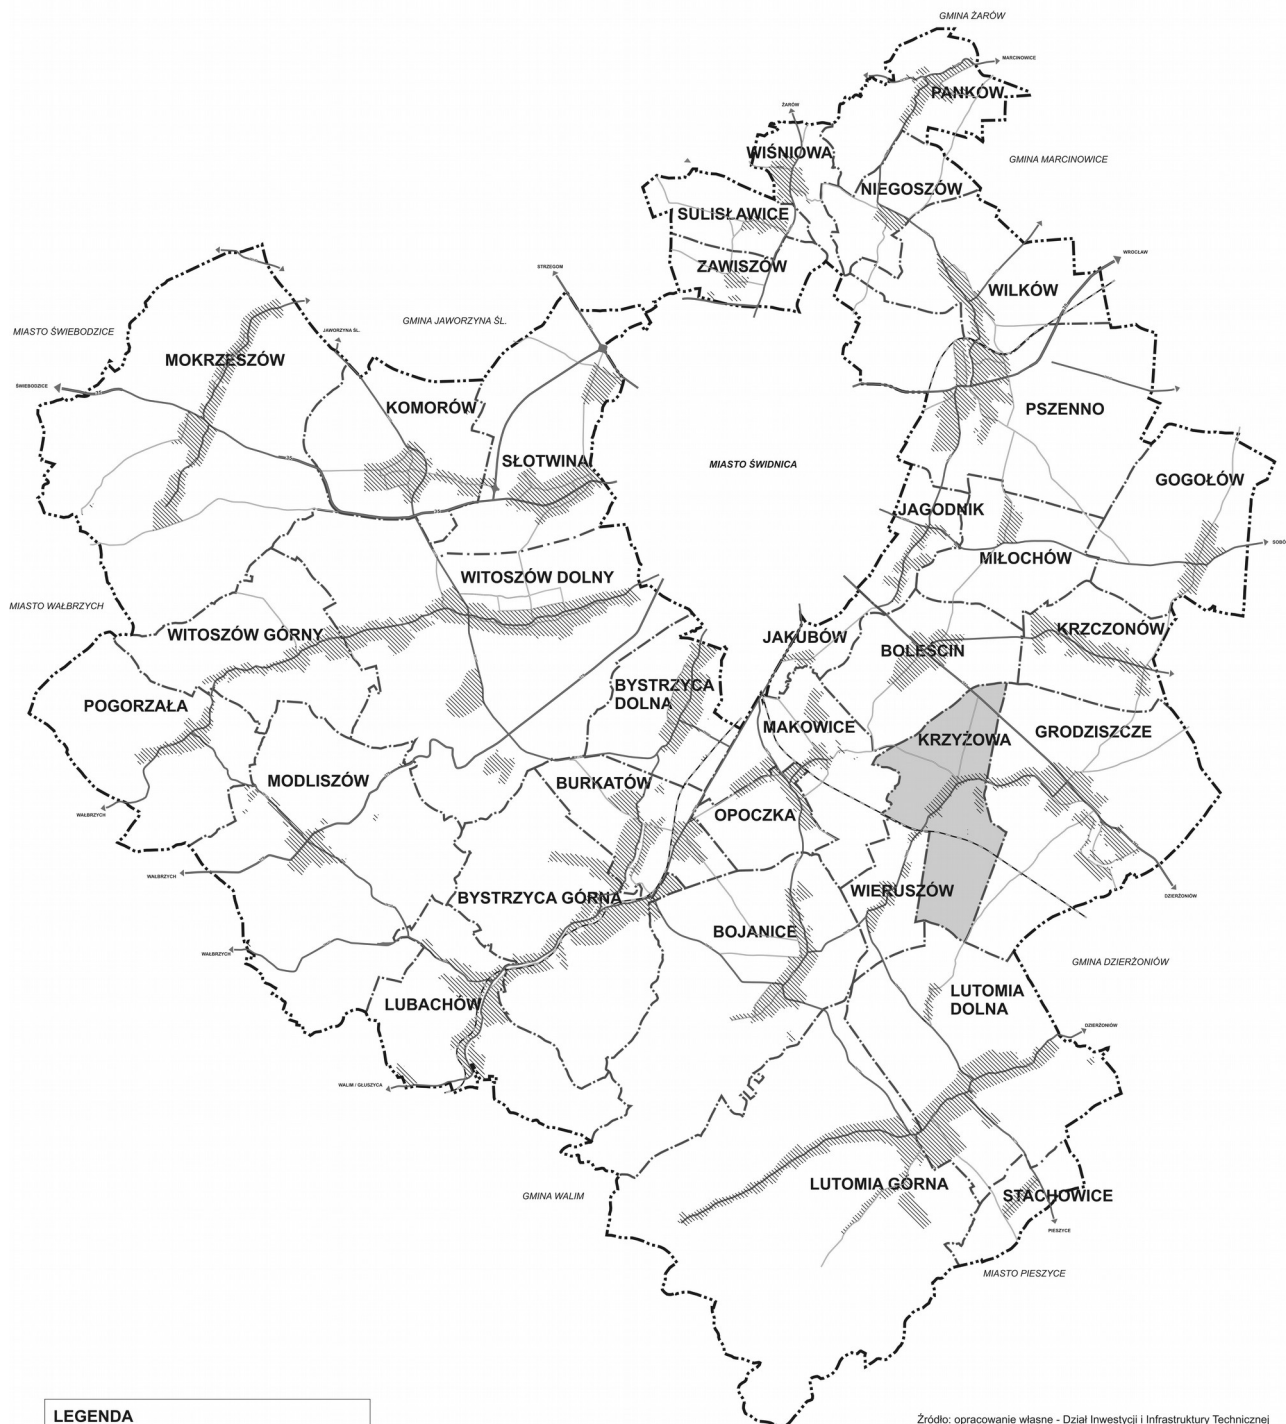 GMINA ŻARÓW
MARCINOWICE
PANKÓW
ŻARÓW
WIŚNIOWA
GMINA MARCINOWICE
NIEGOSZÓW
SULISŁAWICE
ZAWISZÓW
STRZEGOM
WROCŁAW
WILKÓW
GMINA JAWORZYNA ŚL.
MIASTO ŚWIEBODZICE
JAWORZYNA ŚL.
MOKRZESZÓW
ŚWIEBODZICE
35
KOMORÓW
PSZENNO
SŁOTWINA
35
MIASTO ŚWIDNICA
GOGOŁÓW
JAGODNIK
35
SOBÓ
MIŁOCHÓW
WITOSZÓW DOLNY
MIASTO WAŁBRZYCH
WITOSZÓW GÓRNY
JAKUBÓW
KRZCZONÓW
BOLEŚCIN
BYSTRZYCA
DOLNA
POGORZAŁA
MAKOWICE
KRZYŻOWA
GRODZISZCZE
MODLISZÓW
BURKATÓW
OPOCZKA
WAŁBRZYCH
WAŁBRZYCH
WIERUSZÓW
DZIERŻONIÓW
BYSTRZYCA GÓRNA
BOJANICE
WAŁBRZYCH
GMINA DZIERŻONIÓW
LUTOMIA
DOLNA
LUBACHÓW
DZIERŻONIÓW
WALIM / GŁUSZYCA
LUTOMIA GÓRNA
GMINA WALIM
STACHOWICE
PIESZYCE
MIASTO PIESZYCE
LEGENDA
Źródło: opracowanie własne - Dział Inwestycji i Infrastruktury Technicznej